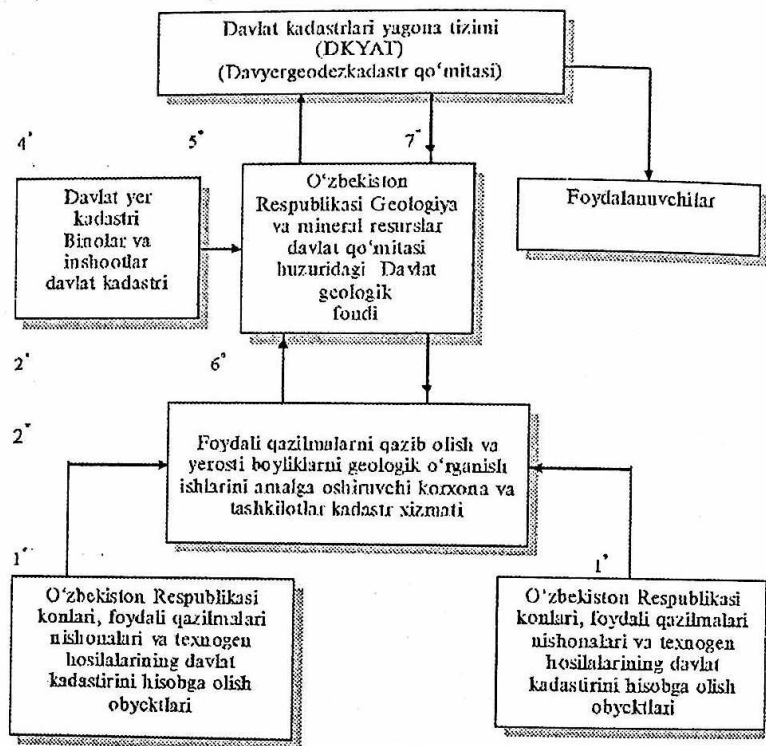 Davlat kadastrlari yagona tizimi
(DKYAT)
(Davyergeodezkadastr qo‘mitasi)
4*
5*
7*
Davlat yer
kadastri
Binolar va
inshootlar
davlat kadastri
O‘zbekiston
Respublikasi Geologiya
va mineral resurslar
davlat qo‘mitasi
huzuridagi Davlat
geologik
fondi
Foydalanuvchilar
2*
6*
2*
Foydali qazilmalarni qazib olish va
yerosti boyliklarni geologik o‘rganish
ishlarini amalga oshiruvchi korxona va
tashkilotlar kadastr xizmati
1*
1*
O‘zbekiston Respublikasi
konlari, foydali qazilmalari
nishonalari va texnogen
hosilalarining davlat
kadastirini hisobga olish
obyektlari
O‘zbekiston Respublikasi
konlari, foydali qazilmalari
nishonalari va texnogen
hosilalarining davlat
kadastirini hisobga olish
obyektlari